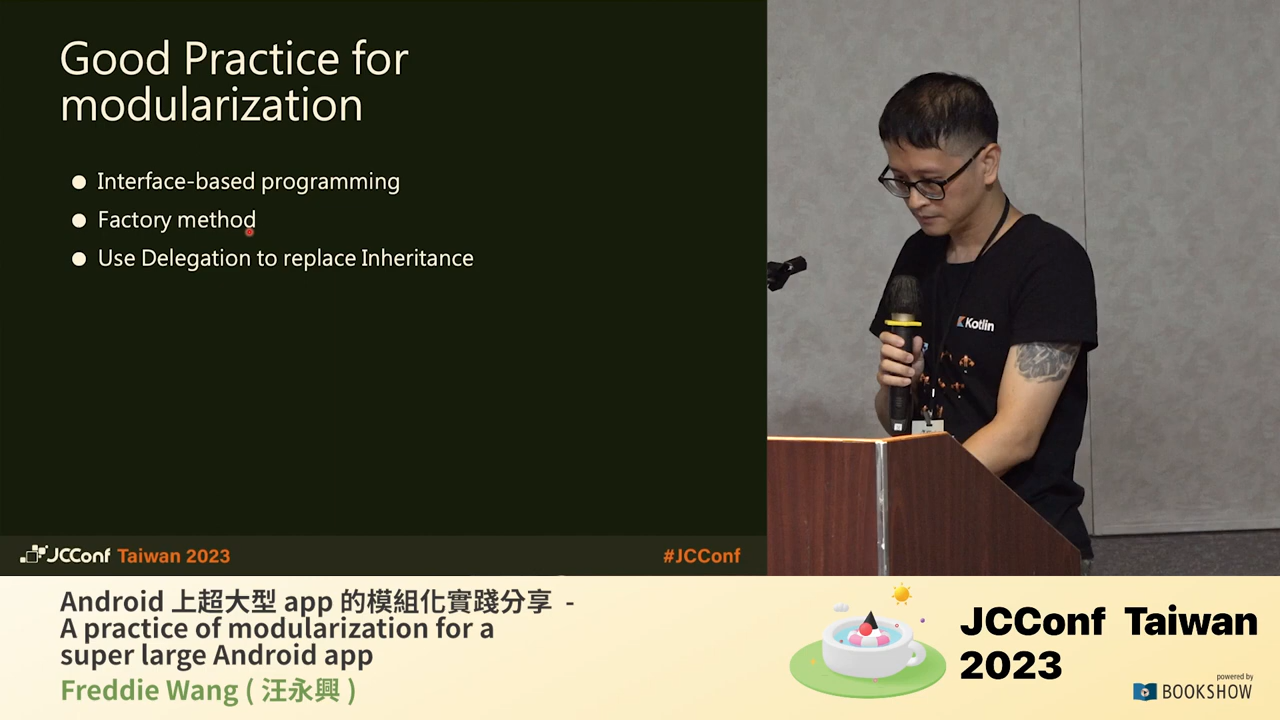 Good Practice for
modularization
Interface-based programming
Factory method
Use Delegation to replace Inheritance
JCConf Taiwan 2023
#JCConf
Kotlin
Android 上超大型 app 的模組化實踐分享 -
A practice of modularization for a
super large Android app
Freddie Wang ( 汪永興 )
JCConf Taiwan
2023
powered by
BOOKSHOW